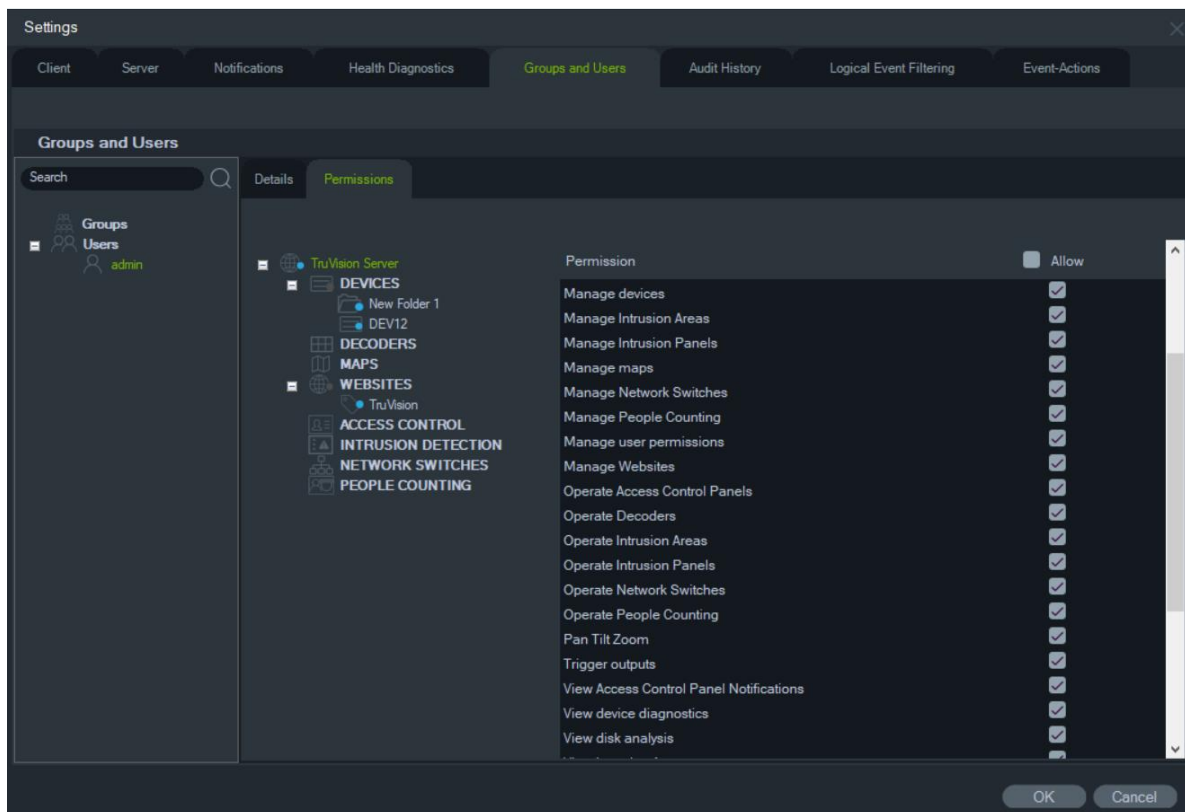 Settings
Client Server Notifications Health Diagnostics Groups and Users Audit History Logical Event Filtering Event-Actions
Groups and Users
Search
Details Permissions
Groups
Users
admin
TruVision Server
DEVICES
New Folder 1
DEV12
DECODERS
MAPS
WEBSITES
TruVision
ACCESS CONTROL
INTRUSION DETECTION
NETWORK SWITCHES
PEOPLE COUNTING
Permission Allow
Manage devices
Manage Intrusion Areas
Manage Intrusion Panels
Manage maps
Manage Network Switches
Manage People Counting
Manage user permissions
Manage Websites
Operate Access Control Panels
Operate Decoders
Operate Intrusion Areas
Operate Intrusion Panels
Operate Network Switches
Operate People Counting
Pan Tilt Zoom
Trigger outputs
View Access Control Panel Notifications
View device diagnostics
View disk analysis
OK Cancel